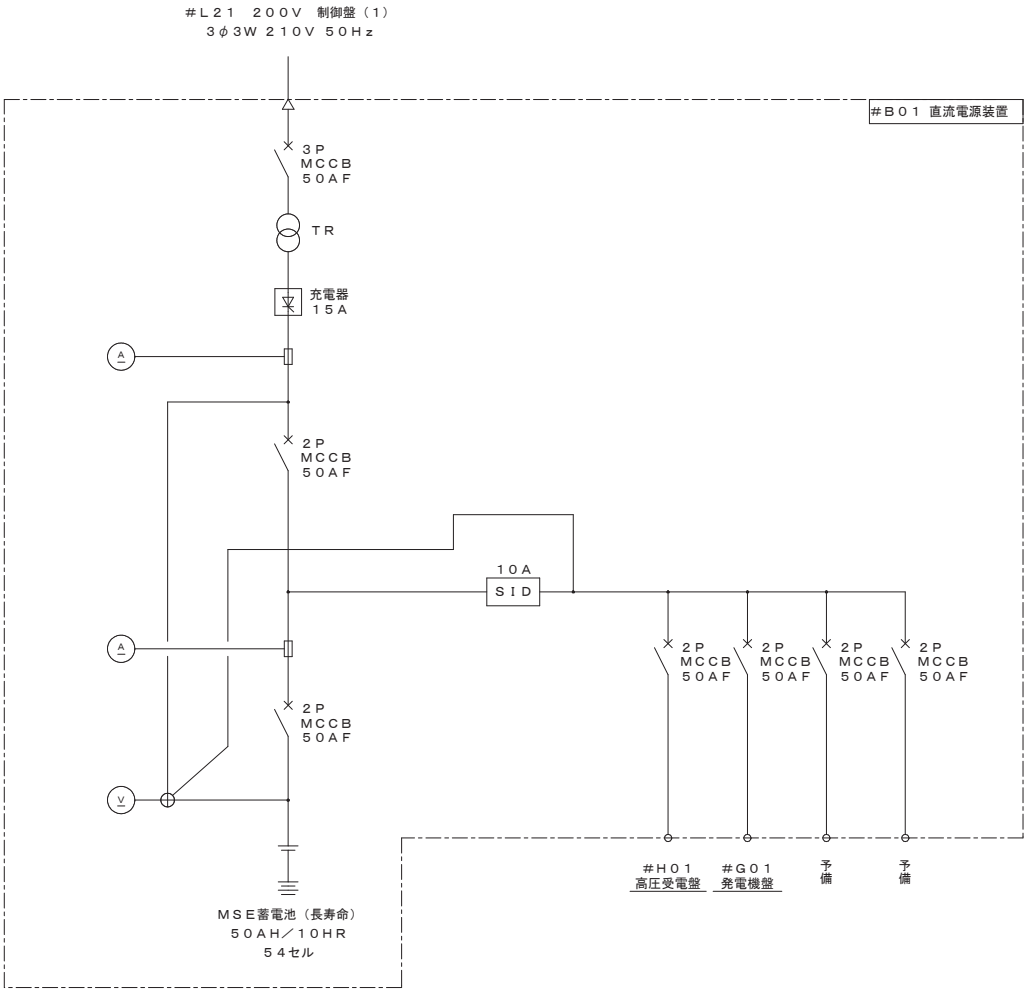 #L21 200V 制御盤(1)
3φ3W 210V 50Hz
#B01 直流電源装置
3P
MCCB
50AF
TR
充電器
15A
A
2P
MCCB
50AF
10A
SID
A
2P
MCCB
50AF
2P
MCCB
50AF
2P
MCCB
50AF
2P
MCCB
50AF
2P
MCCB
50AF
V
#H01
高圧受電盤
#G01
発電機盤
予備
予備
MSE蓄電池(長寿命)
50AH/10HR
54セル